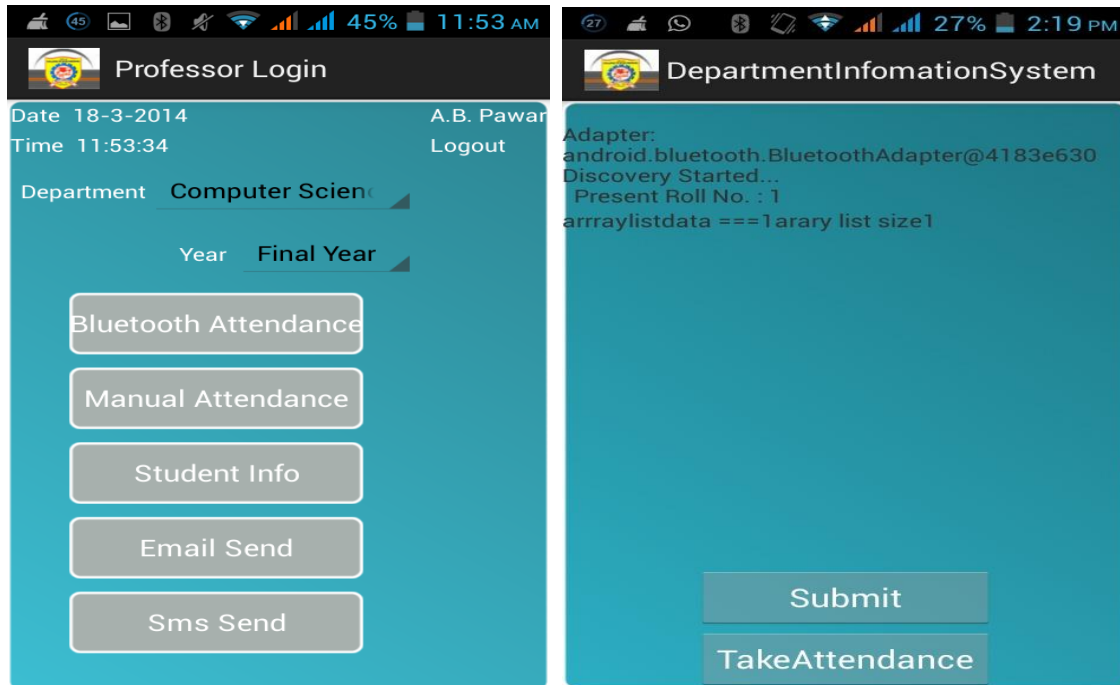 45 45% 11:53 AM
Professor Login
Date 18-3-2014 A.B. Pawar
Time 11:53:34 Logout
Department Computer Scienc
Year Final Year
Bluetooth Attendance
Manual Attendance
Student Info
Email Send
Sms Send
27 27% 2:19 PM
DepartmentInfomationSystem
Adapter:
android.bluetooth.BluetoothAdapter@4183e630
Discovery Started...
Present Roll No. : 1
arrraylistdata ===1arary list size1
Submit
TakeAttendance